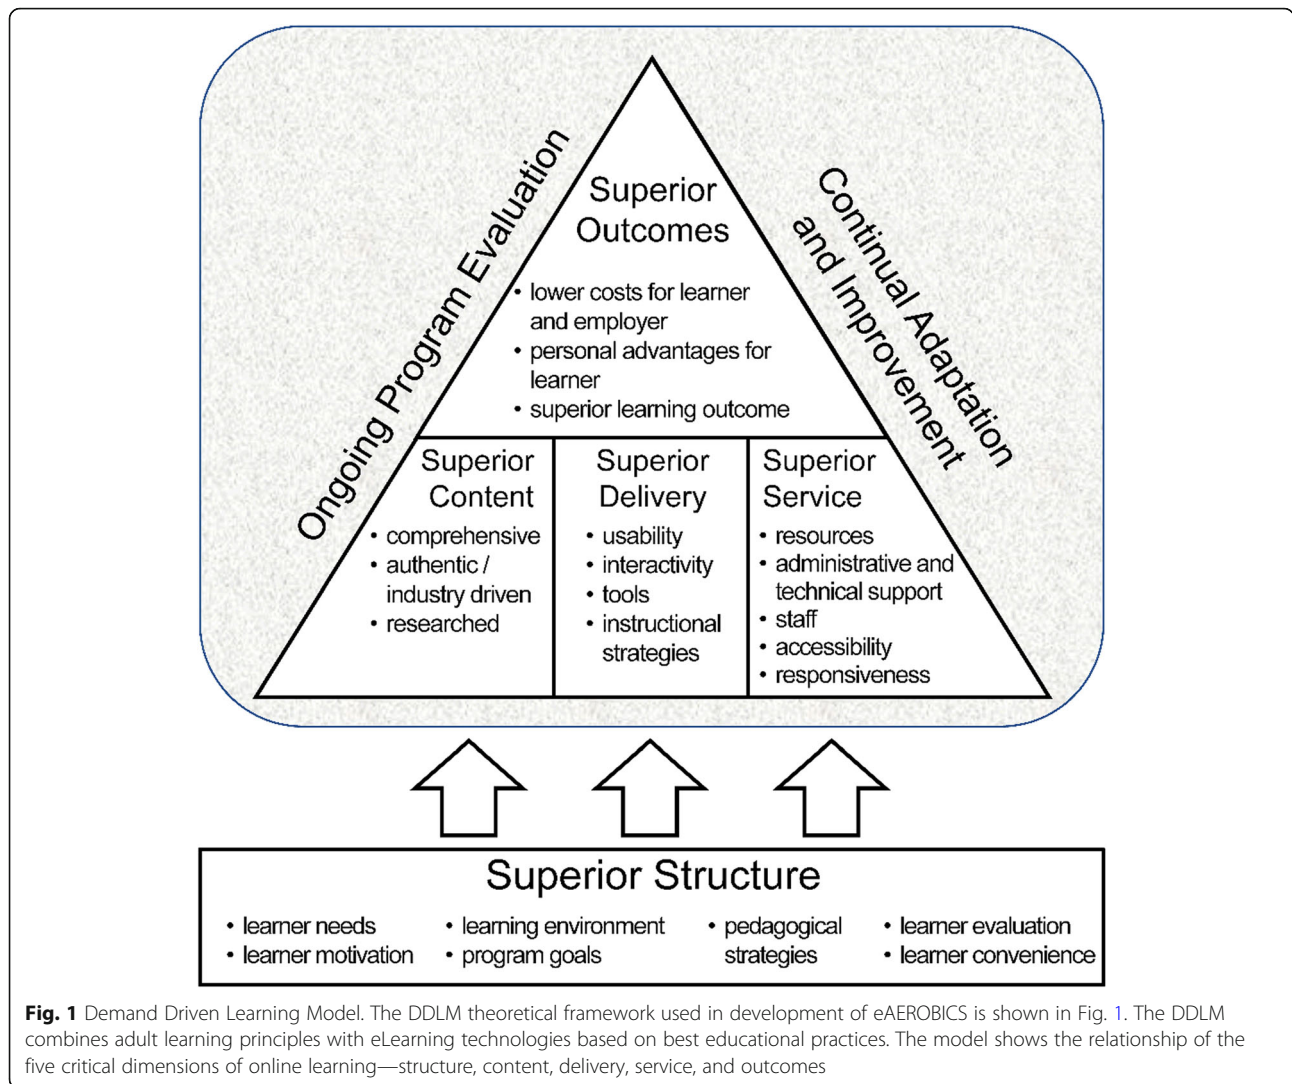 Ongoing Program Evaluation
Continual Adaptation
and Improvement
Superior
Outcomes
• lower costs for learner
and employer
• personal advantages for
learner
• superior learning outcome
Superior
Content
• comprehensive
• authentic /
industry driven
• researched
Superior
Delivery
• usability
• interactivity
• tools
• instructional
strategies
Superior
Service
• resources
• administrative and
technical support
• staff
• accessibility
• responsiveness
Superior Structure
• learner needs
• learner motivation
• learning environment
• program goals
• pedagogical
strategies
• learner evaluation
• learner convenience
Fig. 1 Demand Driven Learning Model. The DDLM theoretical framework used in development of eAEROBICS is shown in Fig. 1. The DDLM
combines adult learning principles with eLearning technologies based on best educational practices. The model shows the relationship of the
five critical dimensions of online learning—structure, content, delivery, service, and outcomes